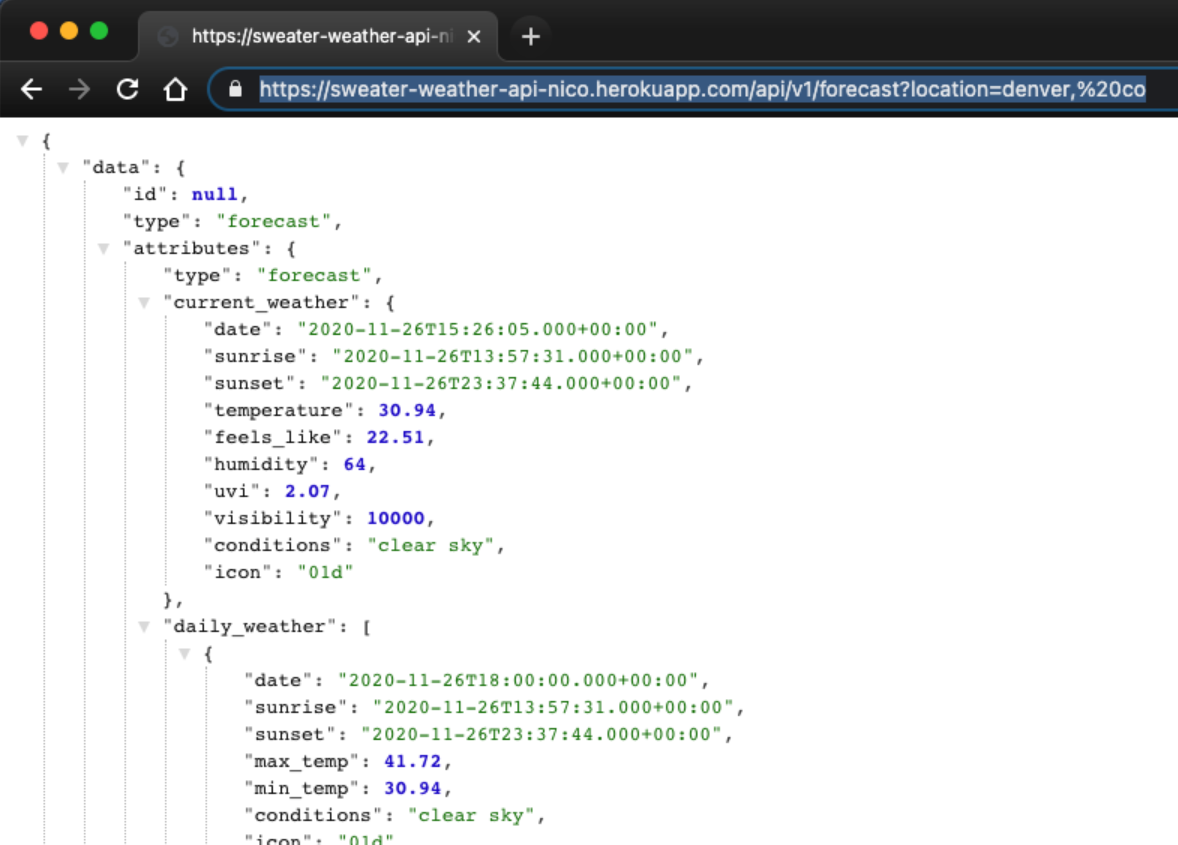 https://sweater-weather-api-ni
https://sweater-weather-api-nico.herokuapp.com/api/v1/forecast?location=denver,%20co
{
"data": {
"id": null,
"type": "forecast",
"attributes": {
"type": "forecast",
"current_weather": {
"date": "2020-11-26T15:26:05.000+00:00",
"sunrise": "2020-11-26T13:57:31.000+00:00",
"sunset": "2020-11-26T23:37:44.000+00:00",
"temperature": 30.94,
"feels_like": 22.51,
"humidity": 64,
"uvi": 2.07,
"visibility": 10000,
"conditions": "clear sky",
"icon": "01d"
},
"daily_weather": [
{
"date": "2020-11-26T18:00:00.000+00:00",
"sunrise": "2020-11-26T13:57:31.000+00:00",
"sunset": "2020-11-26T23:37:44.000+00:00",
"max_temp": 41.72,
"min_temp": 30.94,
"conditions": "clear sky",
"icon": "01d"